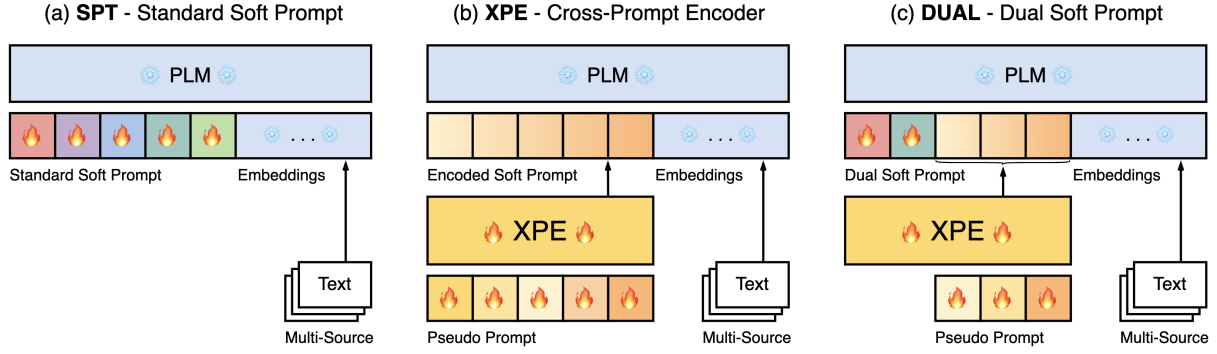 (a) SPT - Standard Soft Prompt
PLM
. . .
Standard Soft Prompt
Embeddings
Text
Multi-Source
(b) XPE - Cross-Prompt Encoder
PLM
. . .
Encoded Soft Prompt
Embeddings
XPE
Text
Pseudo Prompt
Multi-Source
(c) DUAL - Dual Soft Prompt
PLM
. . .
Dual Soft Prompt
Embeddings
XPE
Text
Pseudo Prompt
Multi-Source